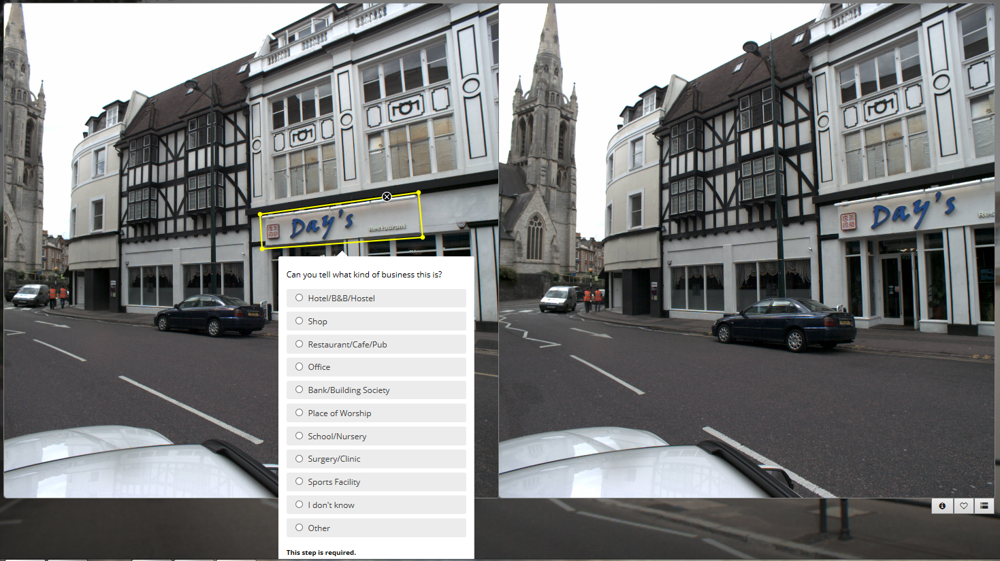 Day's
Restaurant
Day's
Res
Can you tell what kind of business this is?
Hotel/B&B/Hostel
Shop
Restaurant/Cafe/Pub
Office
Bank/Building Society
Place of Worship
School/Nursery
Surgery/Clinic
Sports Facility
I don't know
Other
This step is required.